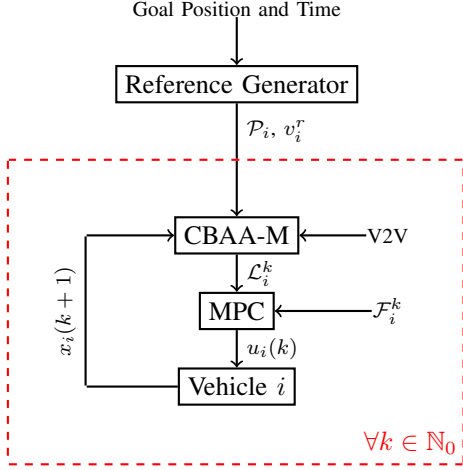 Goal Position and Time
Reference Generator
𝒫ᵢ, vᵢʳ
CBAA-M
V2V
ℒᵢᵏ
xᵢ(k + 1)
MPC
ℱᵢᵏ
uᵢ(k)
Vehicle i
∀k ∈ ℕ₀